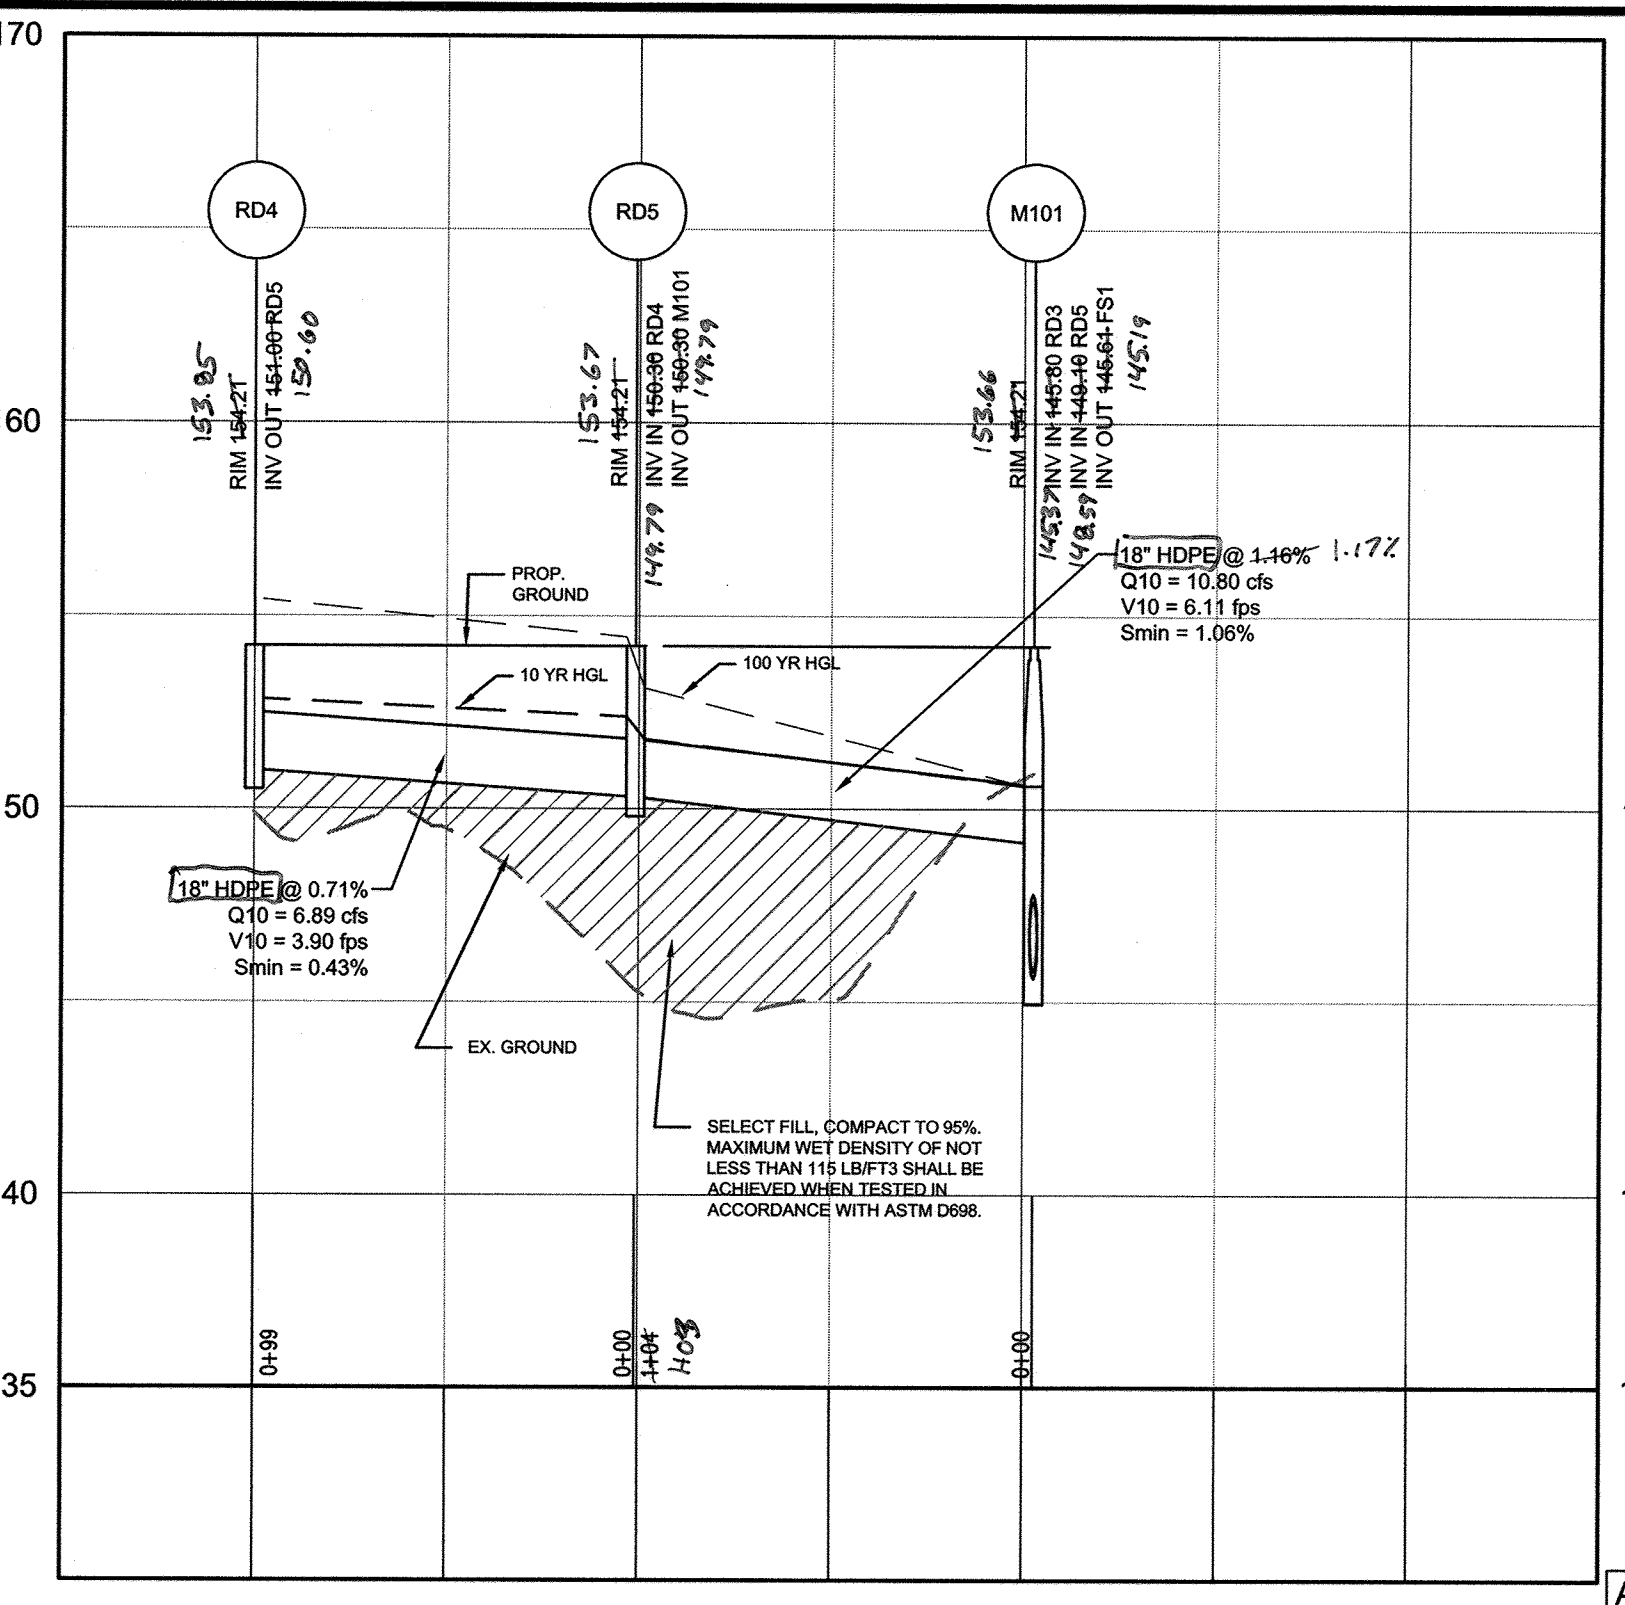 170
RD4
RD5
M101
153.85
RIM 154.21
INV OUT 151.00 RD5
150.60
153.67
RIM 154.21
149.79 INV IN 150.30 RD4
INV OUT 150.30 M101
149.79
153.66
RIM 154.21
145.37 INV IN 145.80 RD3
148.59 INV IN 149.10 RD5
INV OUT 145.61 FS1
145.19
60
18" HDPE @ 1.16% 1.17%
Q10 = 10.80 cfs
V10 = 6.11 fps
Smin = 1.06%
PROP.
GROUND
10 YR HGL
100 YR HGL
50
18" HDPE @ 0.71%
Q10 = 6.89 cfs
V10 = 3.90 fps
Smin = 0.43%
EX. GROUND
SELECT FILL, COMPACT TO 95%.
MAXIMUM WET DENSITY OF NOT
LESS THAN 115 LB/FT3 SHALL BE
ACHIEVED WHEN TESTED IN
ACCORDANCE WITH ASTM D698.
40
0+99
0+00
1+04
1+03
0+00
35